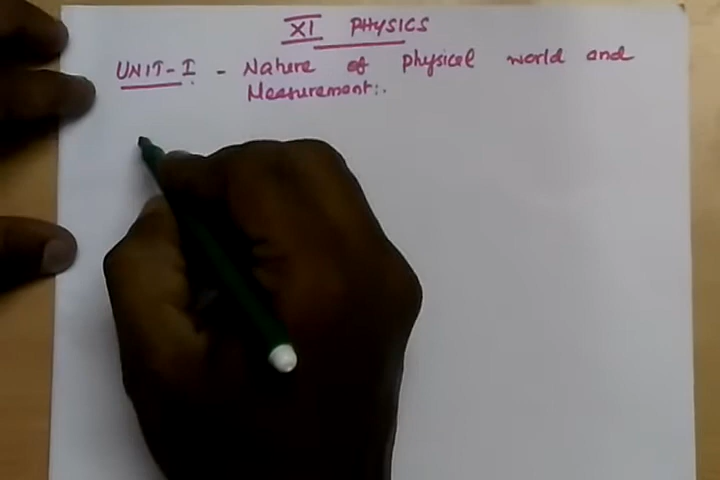 XI PHYSICS
UNIT-I - Nature of physical world and
Measurement:.